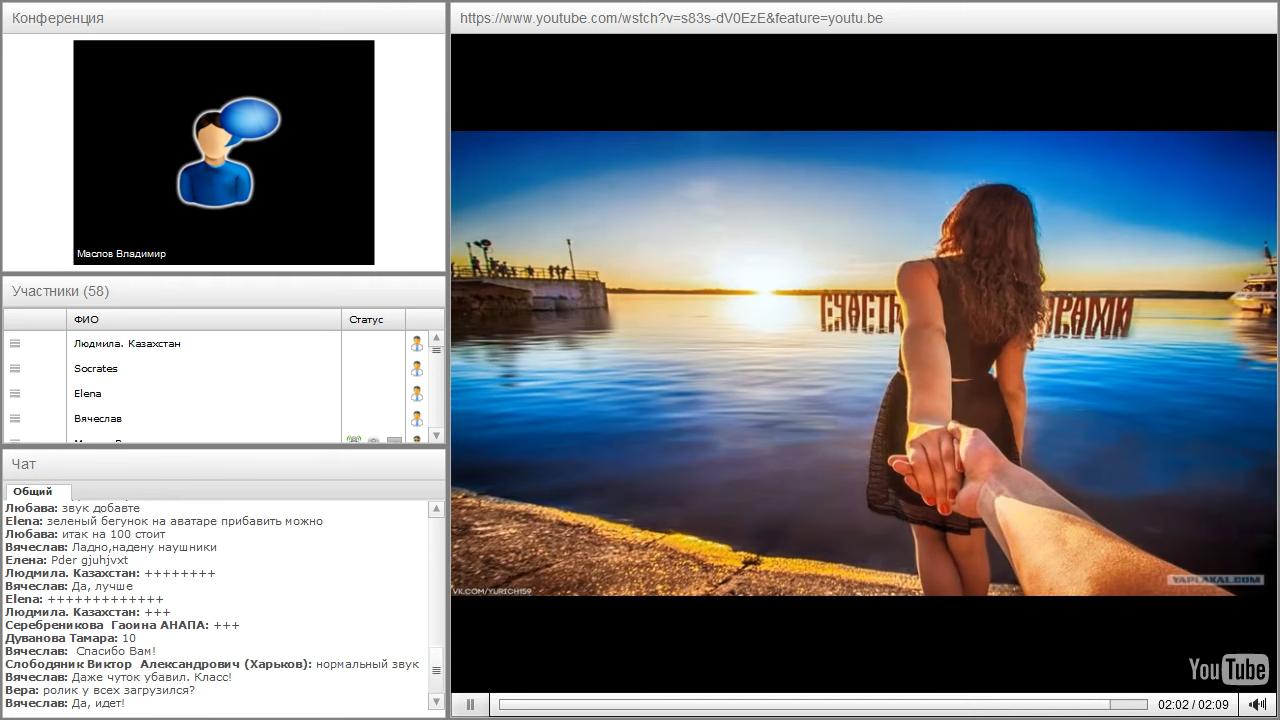 Конференция
Маслов Владимир
Участники (58)
ФИО
Статус
Людмила. Казахстан
Socrates
Elena
Вячеслав
Чат
Общий
Любава: звук добавте
Elena: зеленый бегунок на аватаре прибавить можно
Любава: итак на 100 стоит
Вячеслав: Ладно,надену наушники
Елена: Pder gjuhjvxt
Людмила. Казахстан: ++++++++
Вячеслав: Да, лучше
Elena: +++++++++++++
Людмила. Казахстан: +++
Серебреникова Гаоина АНАПА: +++
Дуванова Тамара: 10
Вячеслав: Спасибо Вам!
Слободяник Виктор Александрович (Харьков): нормальный звук
Вячеслав: Даже чуток убавил. Класс!
Вера: ролик у всех загрузился?
Вячеслав: Да, идет!
https://www.youtube.com/wstch?v=s83s-dV0EzE&feature=youtu.be
СЧАСТЬ
ГОРАМИ
YAPLAKAL.COM
VK.COM/YURICH159
YouTube
02:02 / 02:09